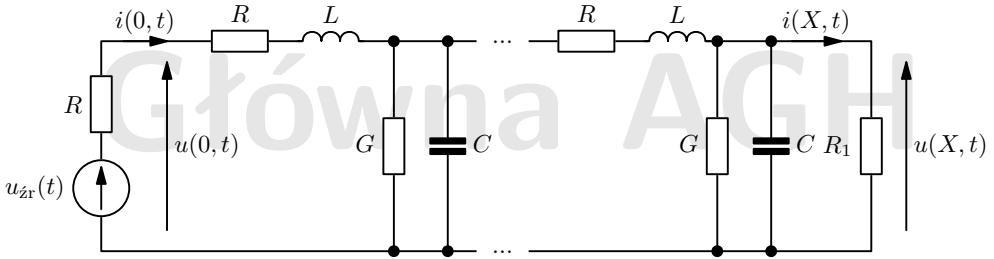 i(0, t) R L ... R L i(X, t)
Główna AGH
R u(0, t) G C G C R₁ u(X, t)
uźr(t)
...